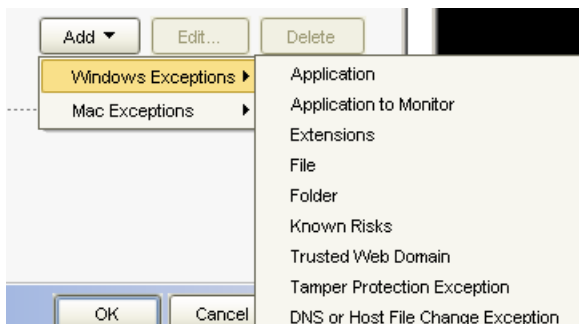 Add Edit... Delete
Windows Exceptions
Mac Exceptions
Application
Application to Monitor
Extensions
File
Folder
Known Risks
Trusted Web Domain
Tamper Protection Exception
DNS or Host File Change Exception
OK Cancel